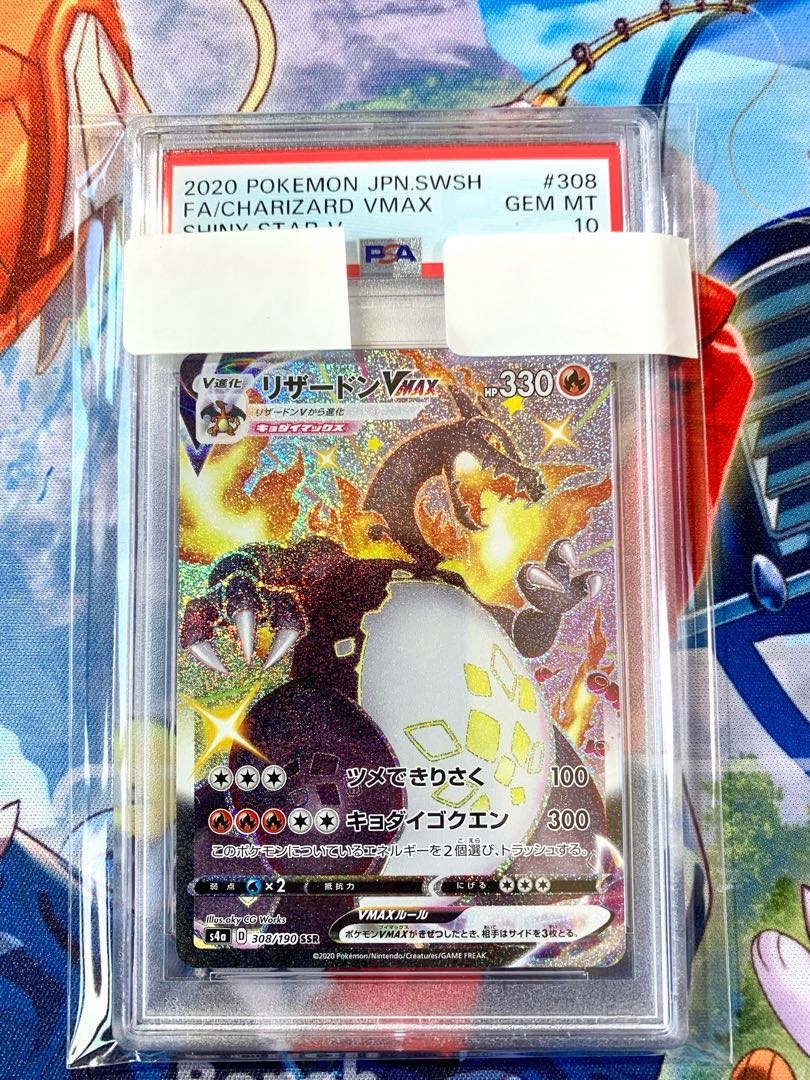 2020 POKEMON JPN.SWSH #308
FA/CHARIZARD VMAX GEM MT
SHINY STAR V 10
PSA
V進化 リザードンVMAX HP330
リザードンVから進化
キョダイマックス
ツメできりさく 100
キョダイゴクエン 300
このポケモンについているエネルギーを2個選び、トラッシュする。
弱点 ×2 抵抗力 にげる
VMAXルール
ポケモンVMAXがきぜつしたとき、相手はサイドを3枚とる。
Illus.aky CG Works
s4a D 308/190 SSR
©2020 Pokémon/Nintendo/Creatures/GAME FREAK